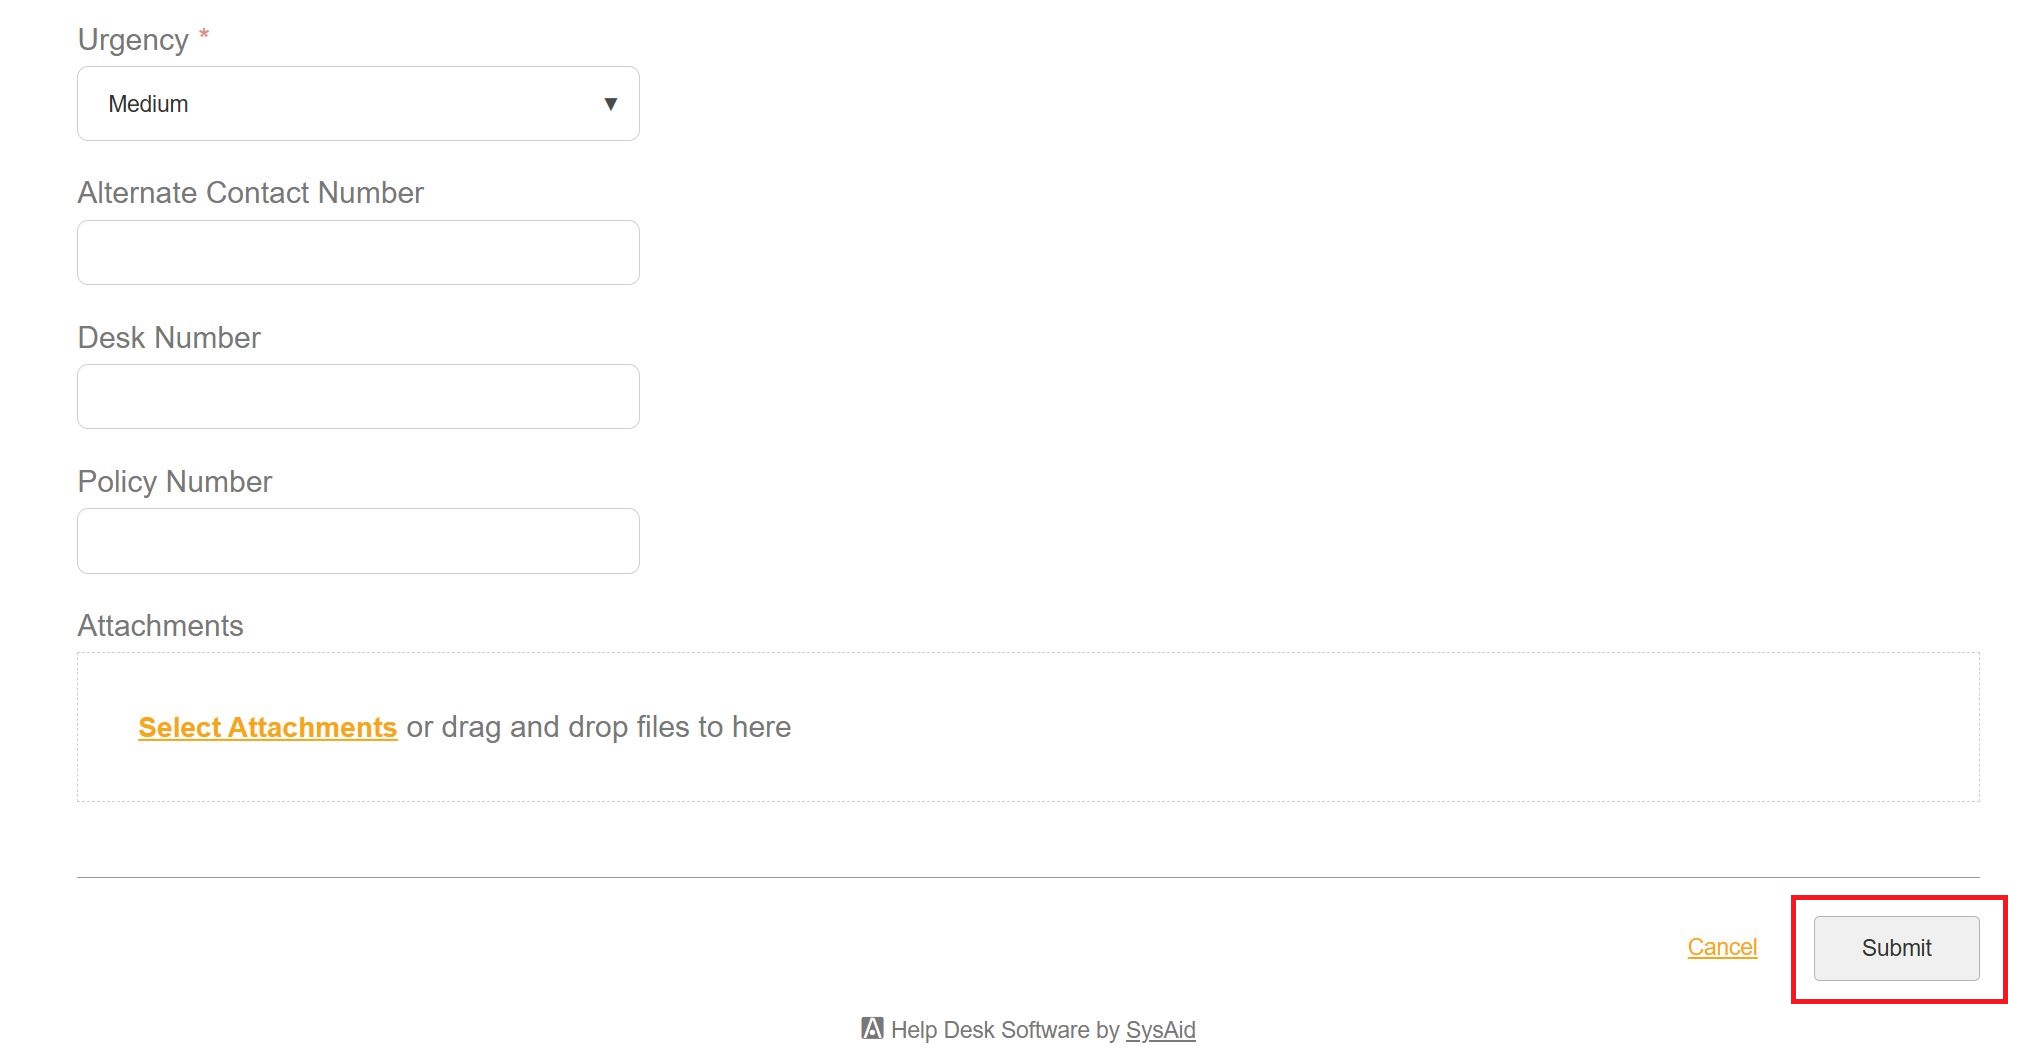 Urgency *
Medium
Alternate Contact Number
Desk Number
Policy Number
Attachments
Select Attachments or drag and drop files to here
Cancel
Submit
Help Desk Software by SysAid